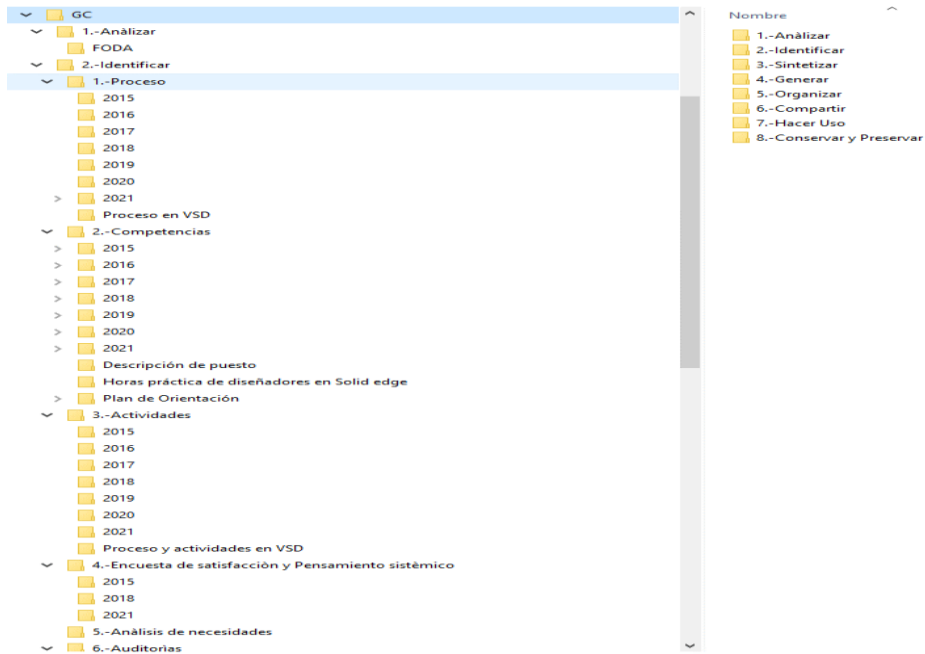 GC
1.-Anàlizar
FODA
2.-Identificar
1.-Proceso
2015
2016
2017
2018
2019
2020
2021
Proceso en VSD
2.-Competencias
2015
2016
2017
2018
2019
2020
2021
Descripción de puesto
Horas práctica de diseñadores en Solid edge
Plan de Orientación
3.-Actividades
2015
2016
2017
2018
2019
2020
2021
Proceso y actividades en VSD
4.-Encuesta de satisfacciòn y Pensamiento sistèmico
2015
2018
2021
5.-Anàlisis de necesidades
6.-Auditorìas
Nombre
1.-Anàlizar
2.-Identificar
3.-Sintetizar
4.-Generar
5.-Organizar
6.-Compartir
7.-Hacer Uso
8.-Conservar y Preservar